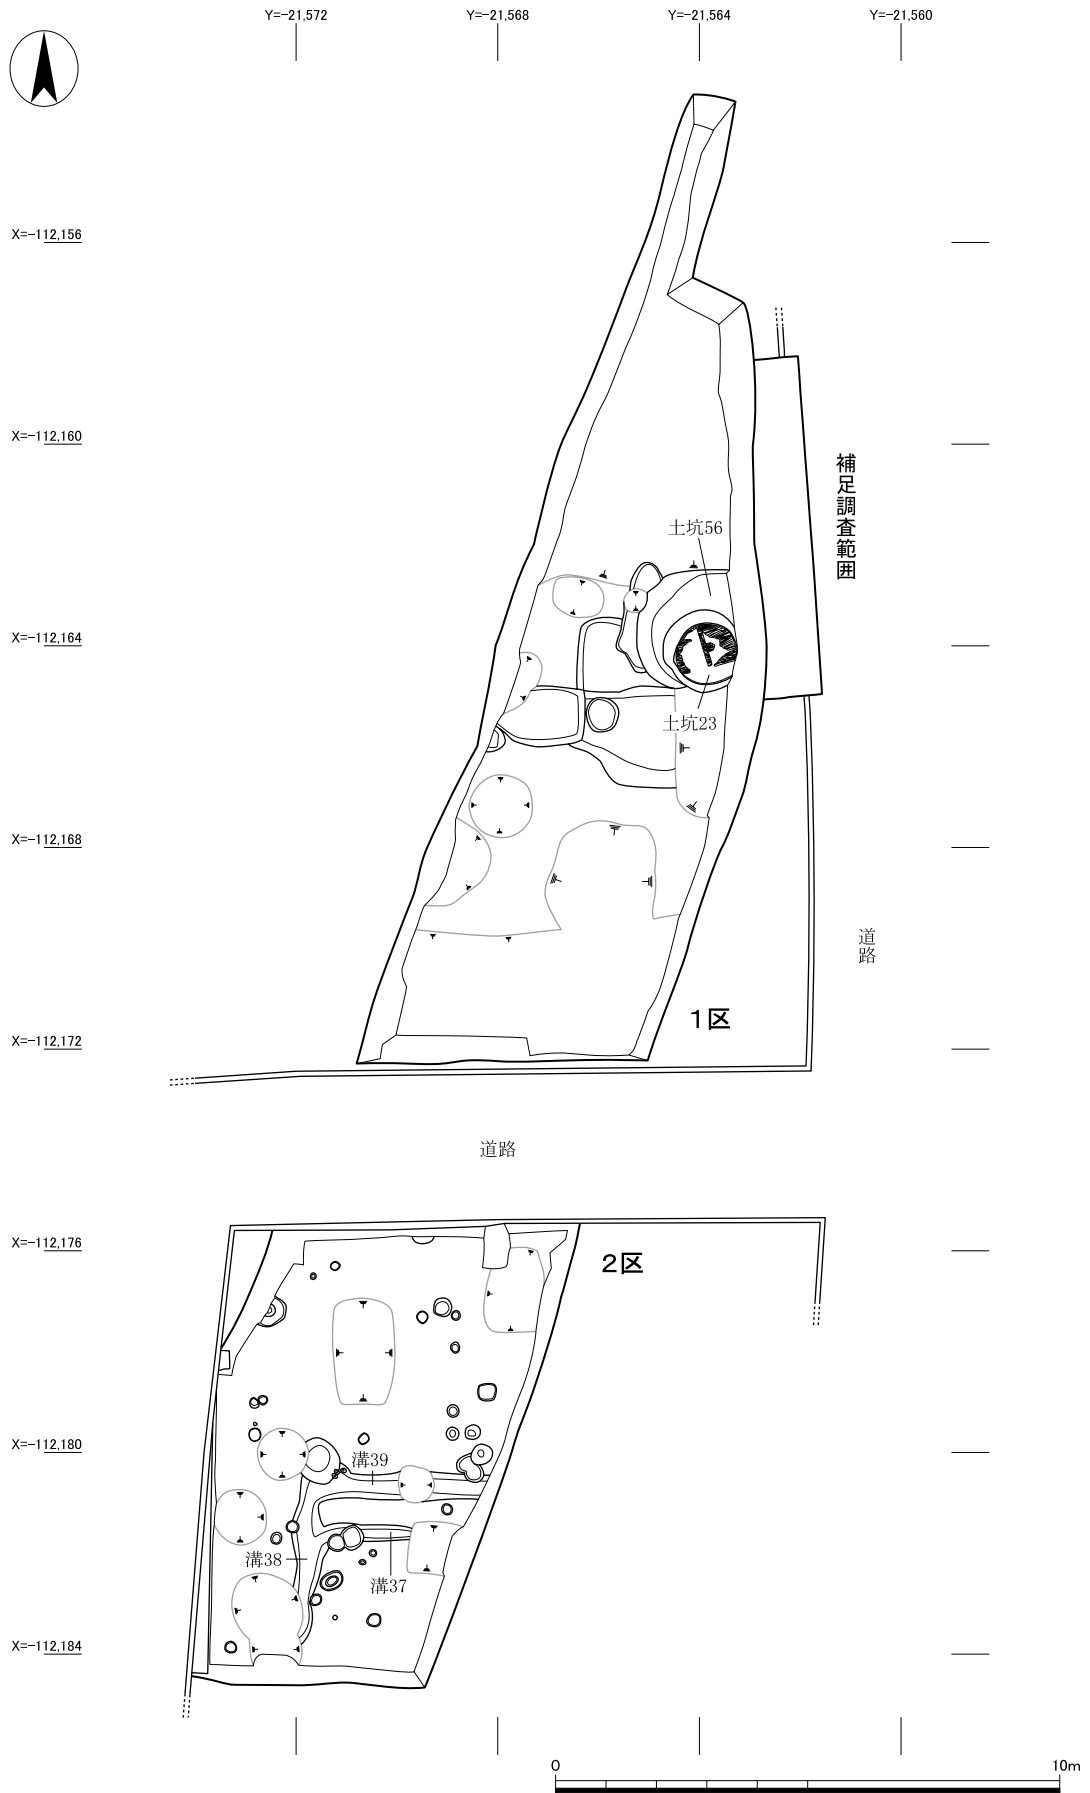 Y=-21,572
Y=-21,568
Y=-21,564
Y=-21,560
X=-112,156
X=-112,160
補足調査範囲
土坑56
X=-112,164
土坑23
X=-112,168
道路
1区
X=-112,172
道路
X=-112,176
2区
X=-112,180
溝39
溝38
溝37
X=-112,184
0
10m